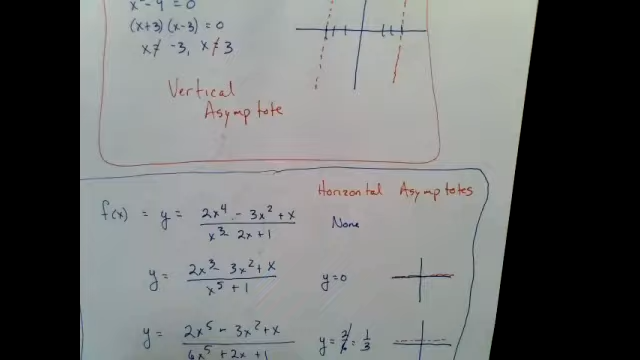 x² - 4 = 0
(x+3)(x-3) = 0
x ≠ -3, x ≠ 3
Vertical
Asymptote
Horizontal Asymptotes
f(x) = y = (2x⁴ - 3x² + x)/(x³ 2x + 1) None
y = (2x³ - 3x² + x)/(x⁵ + 1) y = 0
y = (2x⁵ - 3x² + x)/(6x⁵ + 2x + 1) y = 2/6 = 1/3